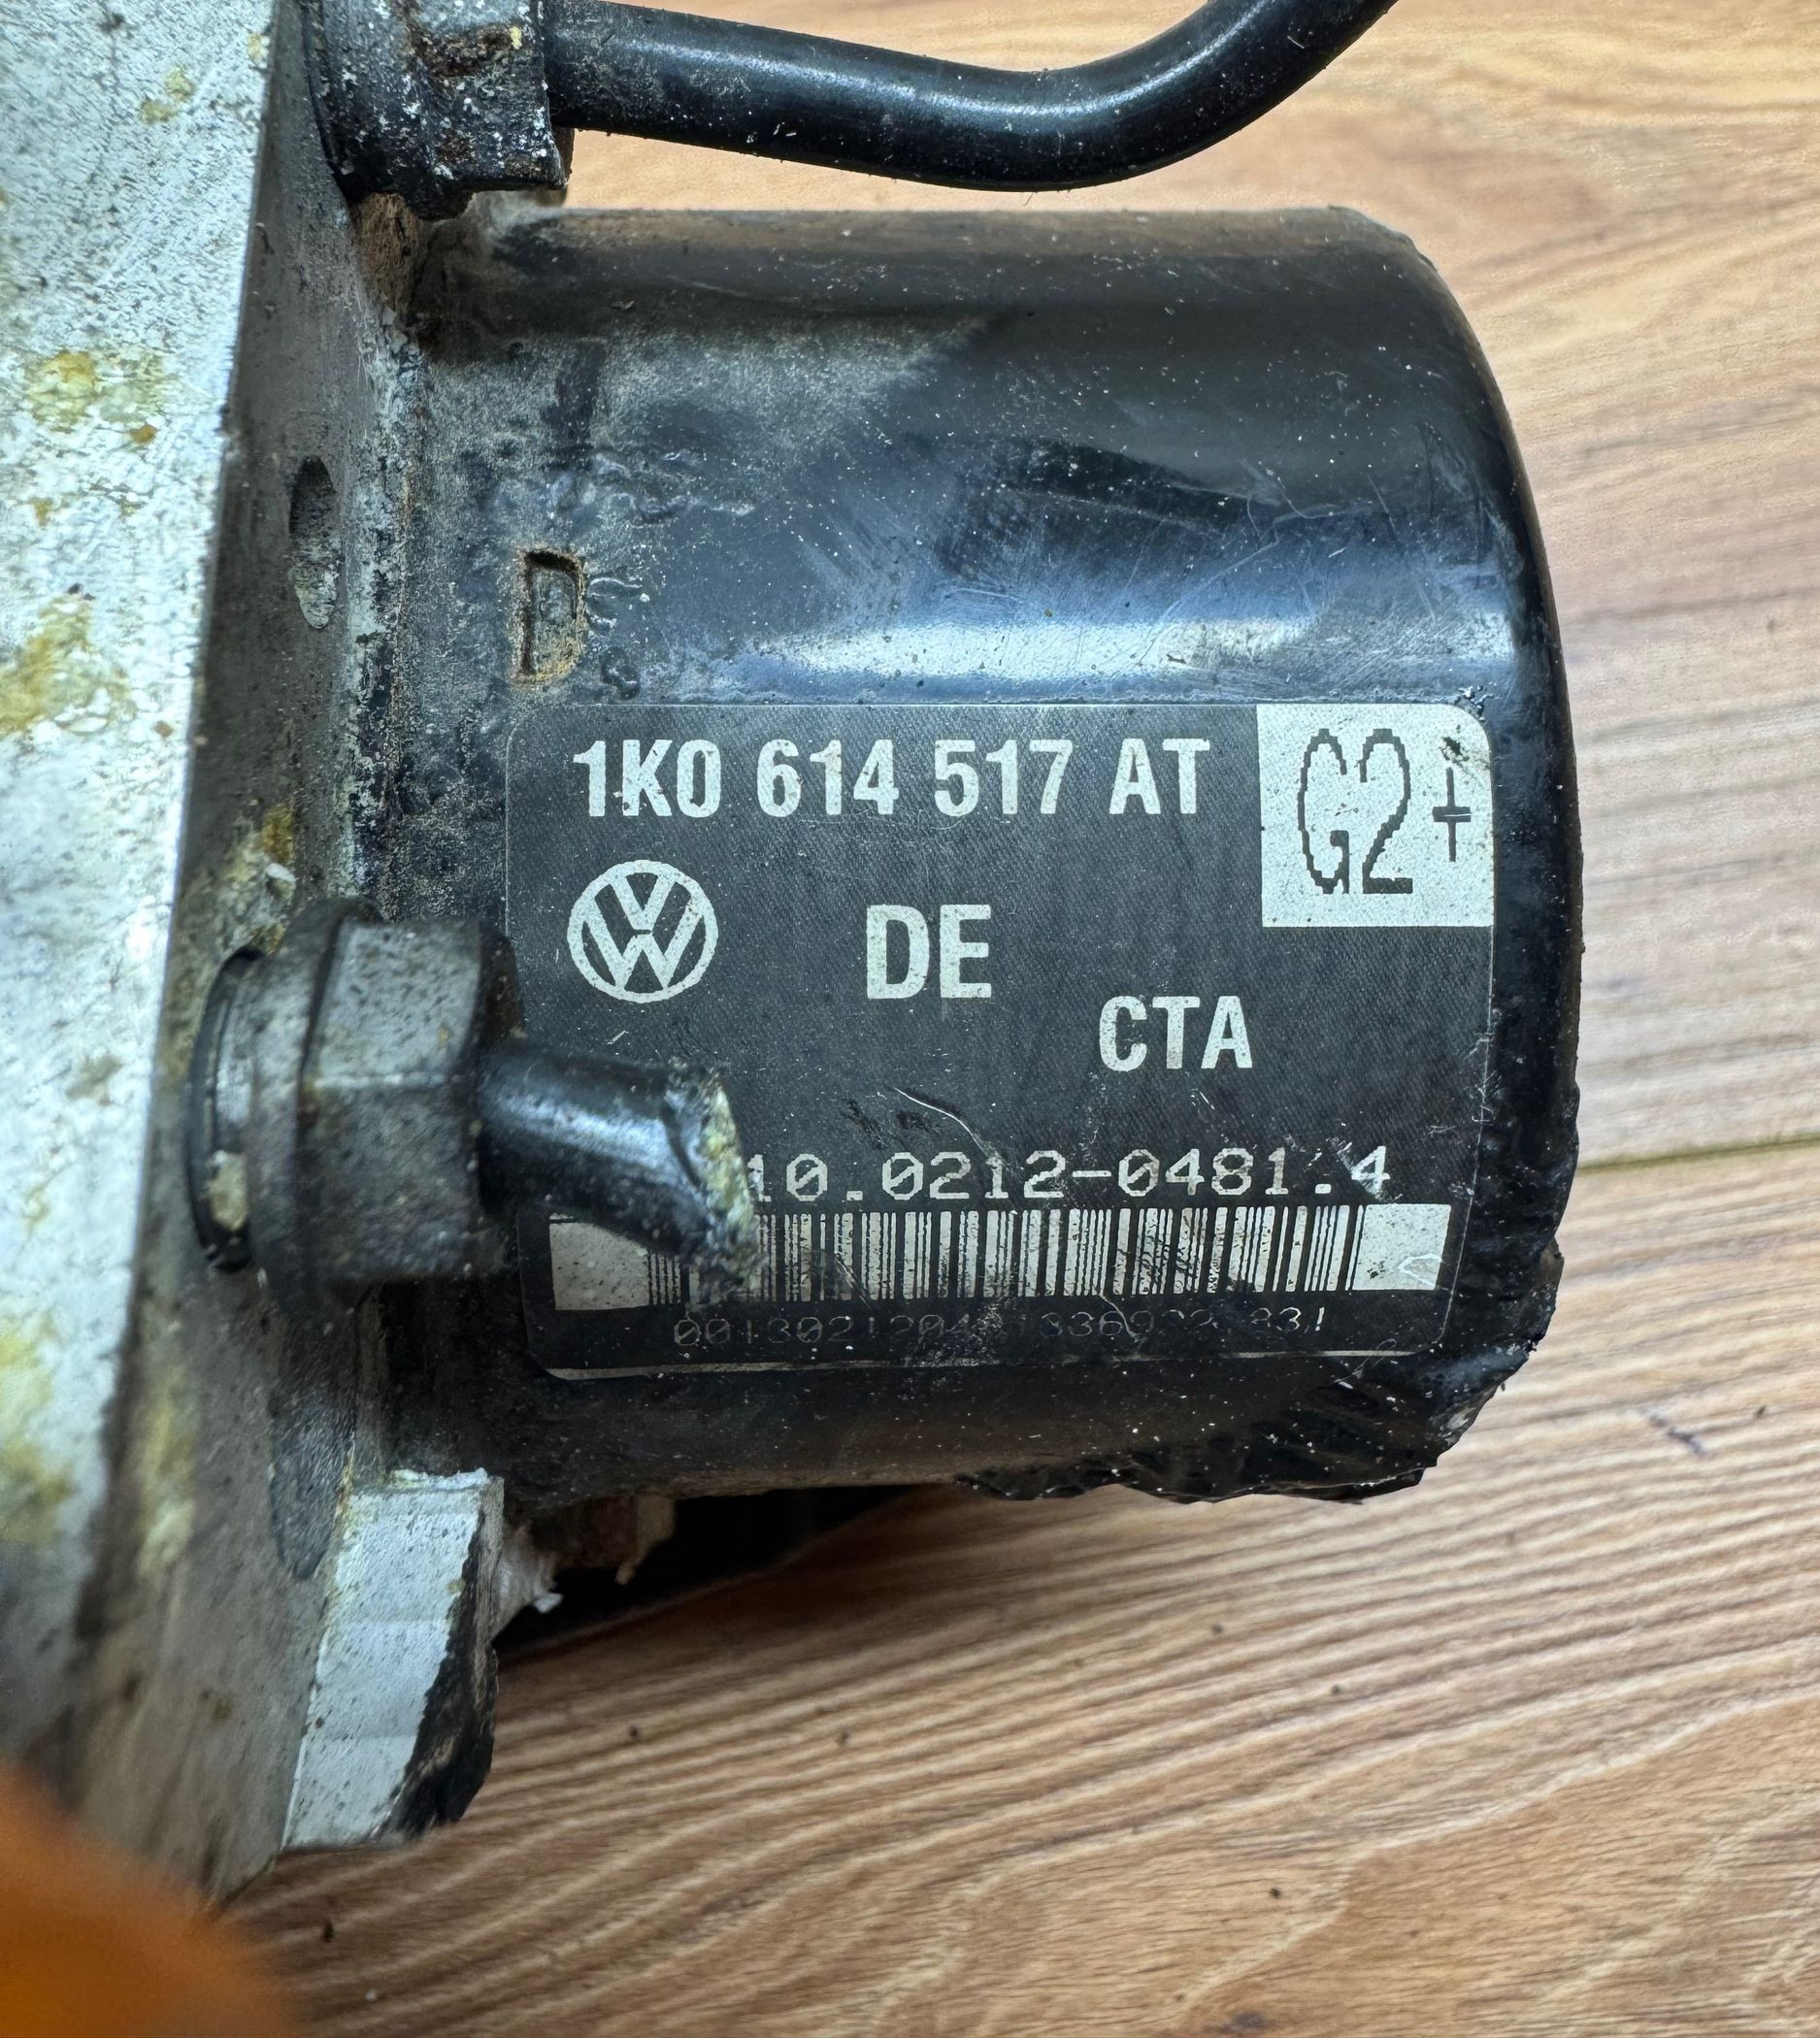 D
1K0 614 517 AT
G2
DE
CTA
10.0212-0481.4